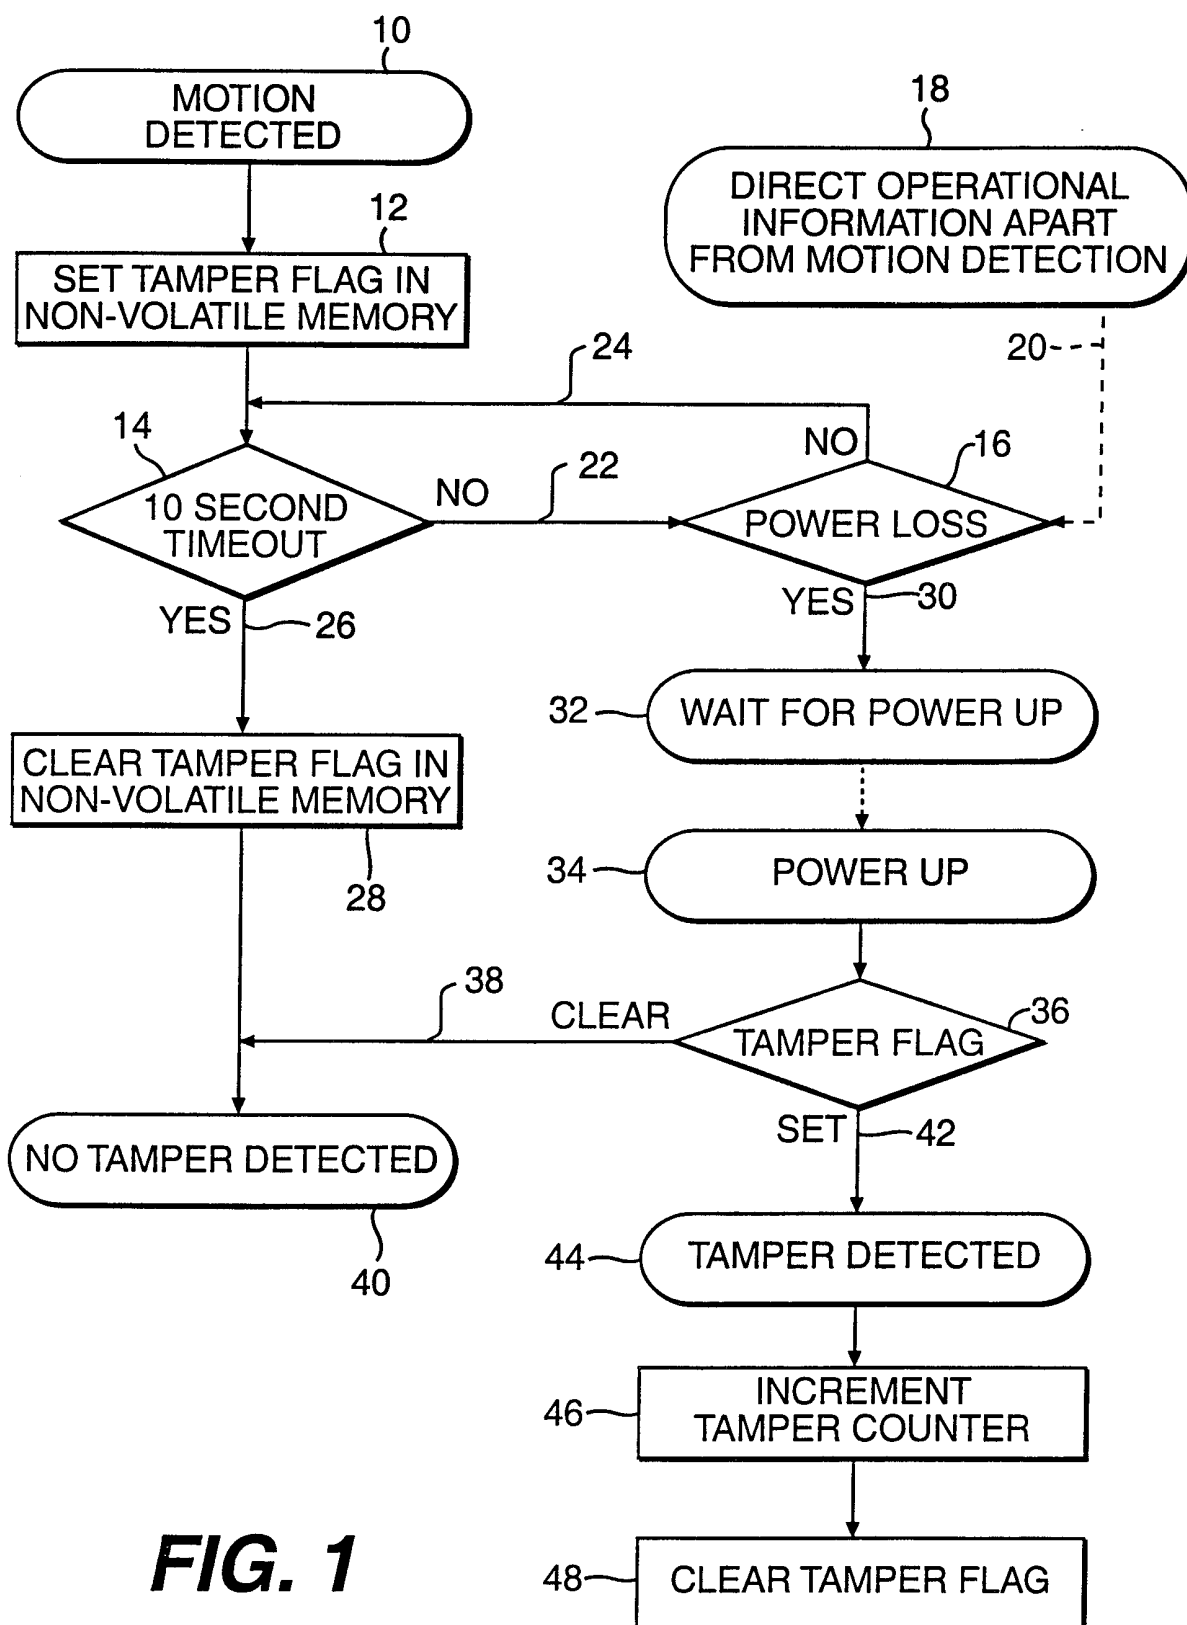 10
MOTION
DETECTED
18
DIRECT OPERATIONAL
INFORMATION APART
FROM MOTION DETECTION
12
SET TAMPER FLAG IN
NON-VOLATILE MEMORY
20
24
14
10 SECOND
TIMEOUT
NO
22
NO
16
POWER LOSS
YES
26
YES
30
32
WAIT FOR POWER UP
CLEAR TAMPER FLAG IN
NON-VOLATILE MEMORY
28
34
POWER UP
38
CLEAR
36
TAMPER FLAG
SET
42
NO TAMPER DETECTED
40
44
TAMPER DETECTED
46
INCREMENT
TAMPER COUNTER
48
CLEAR TAMPER FLAG
FIG. 1